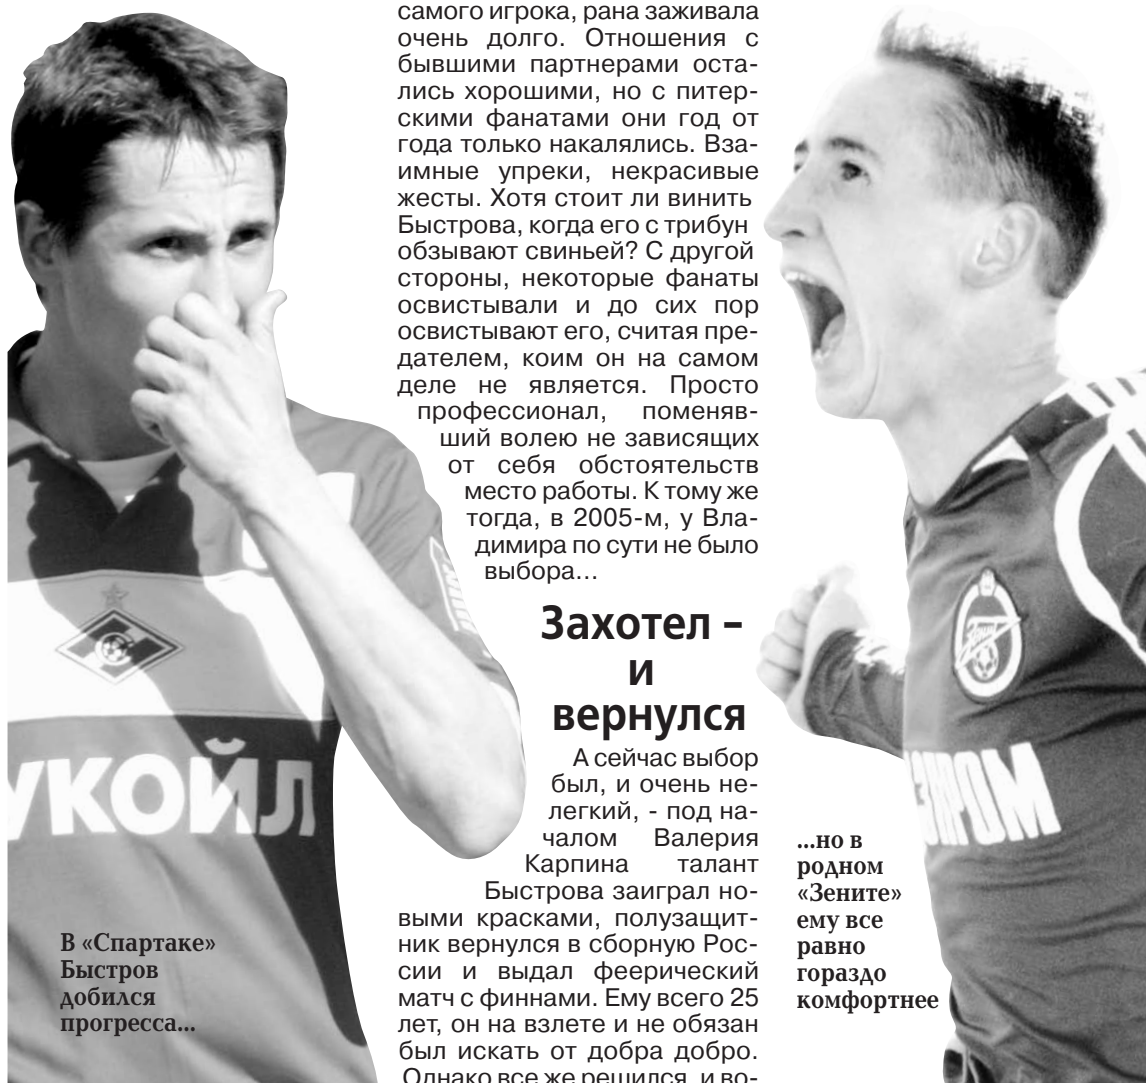 самого игрока, рана заживала
очень долго. Отношения с
бывшими партнерами оста-
лись хорошими, но с питер-
скими фанатами они год от
года только накалялись. Вза-
имные упреки, некрасивые
жесты. Хотя стоит ли винить
Быстрова, когда его с трибун
обзывают свиньей? С другой
стороны, некоторые фанаты
освистывали и до сих пор
освистывают его, считая пре-
дателем, коим он на самом
деле не является. Просто
профессионал, поменяв-
ший волею не зависящих
от себя обстоятельств
место работы. К тому же
тогда, в 2005-м, у Вла-
димира по сути не было
выбора...
Захотел –
и
вернулся
А сейчас выбор
был, и очень не-
легкий, - под на-
чалом Валерия
Карпина талант
Быстрова заиграл но-
выми красками, полузащит-
ник вернулся в сборную Рос-
сии и выдал феерический
матч с финнами. Ему всего 25
лет, он на взлете и не обязан
был искать от добра добро.
Однако все же решился, и во-
УКОЙЛ
В «Спартаке»
Быстров
добился
прогресса...
Зенит
ЗПРОМ
...но в
родном
«Зените»
ему все
равно
гораздо
комфортнее